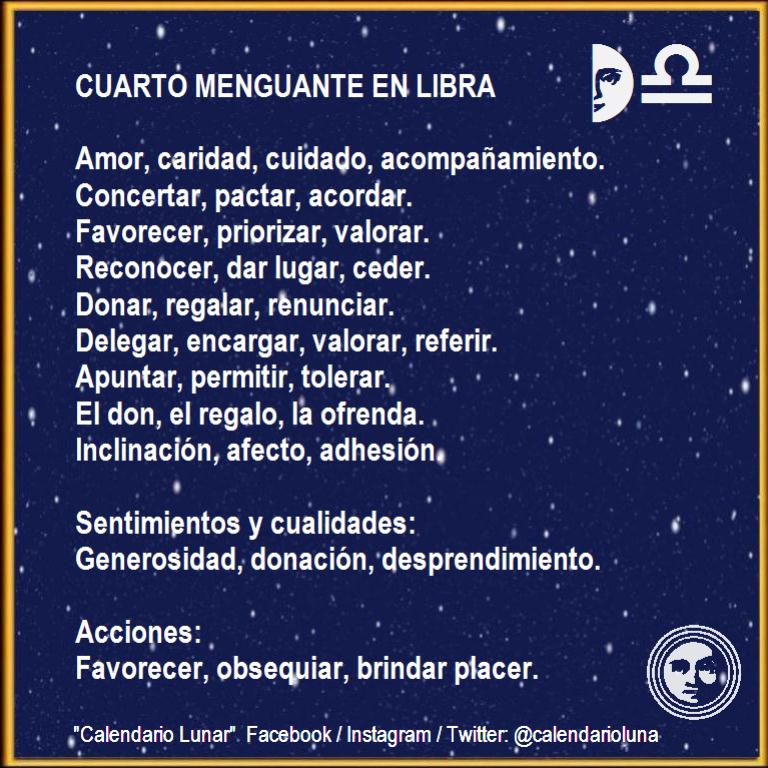 CUARTO MENGUANTE EN LIBRA
Amor, caridad, cuidado, acompañamiento.
Concertar, pactar, acordar.
Favorecer, priorizar, valorar.
Reconocer, dar lugar, ceder.
Donar, regalar, renunciar.
Delegar, encargar, valorar, referir.
Apuntar, permitir, tolerar.
El don, el regalo, la ofrenda.
Inclinación, afecto, adhesión.
Sentimientos y cualidades:
Generosidad, donación, desprendimiento.
Acciones:
Favorecer, obsequiar, brindar placer.
"Calendario Lunar". Facebook / Instagram / Twitter: @calendarioluna